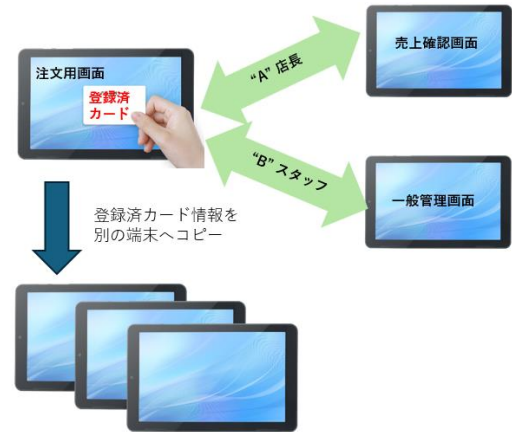 注文用画面
登録済
カード
“A” 店長
売上確認画面
“B” スタッフ
一般管理画面
登録済カード情報を
別の端末へコピー